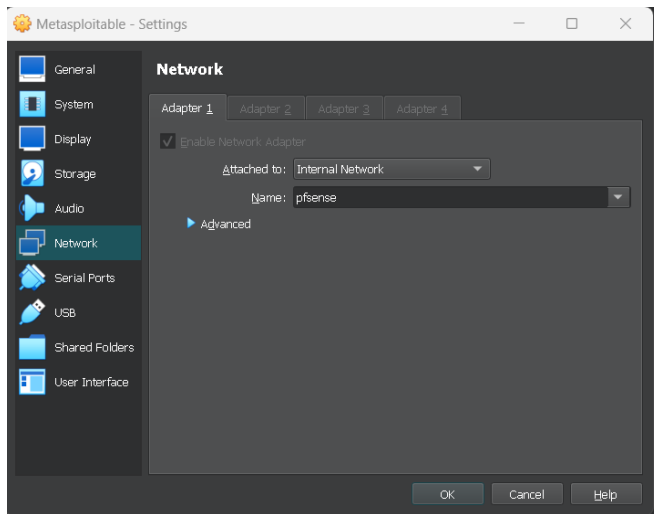 Metasploitable - Settings
General
System
Display
Storage
Audio
Network
Serial Ports
USB
Shared Folders
User Interface
Network
Adapter 1 Adapter 2 Adapter 3 Adapter 4
Enable Network Adapter
Attached to: Internal Network
Name: pfsense
Advanced
OK Cancel Help